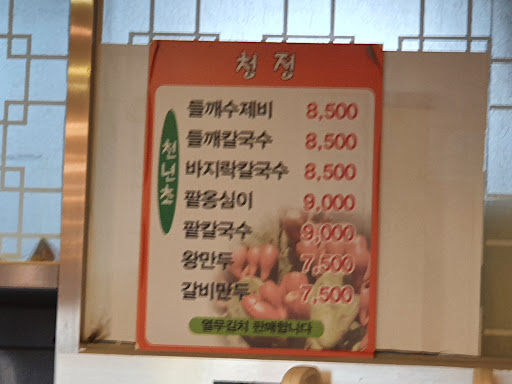 천정
천년초
들깨수제비 8,500
들깨칼국수 8,500
바지락칼국수 8,500
팥옹심이 9,000
팥칼국수 9,000
왕만두 7,500
갈비만두 7,500
열무김치 판매합니다